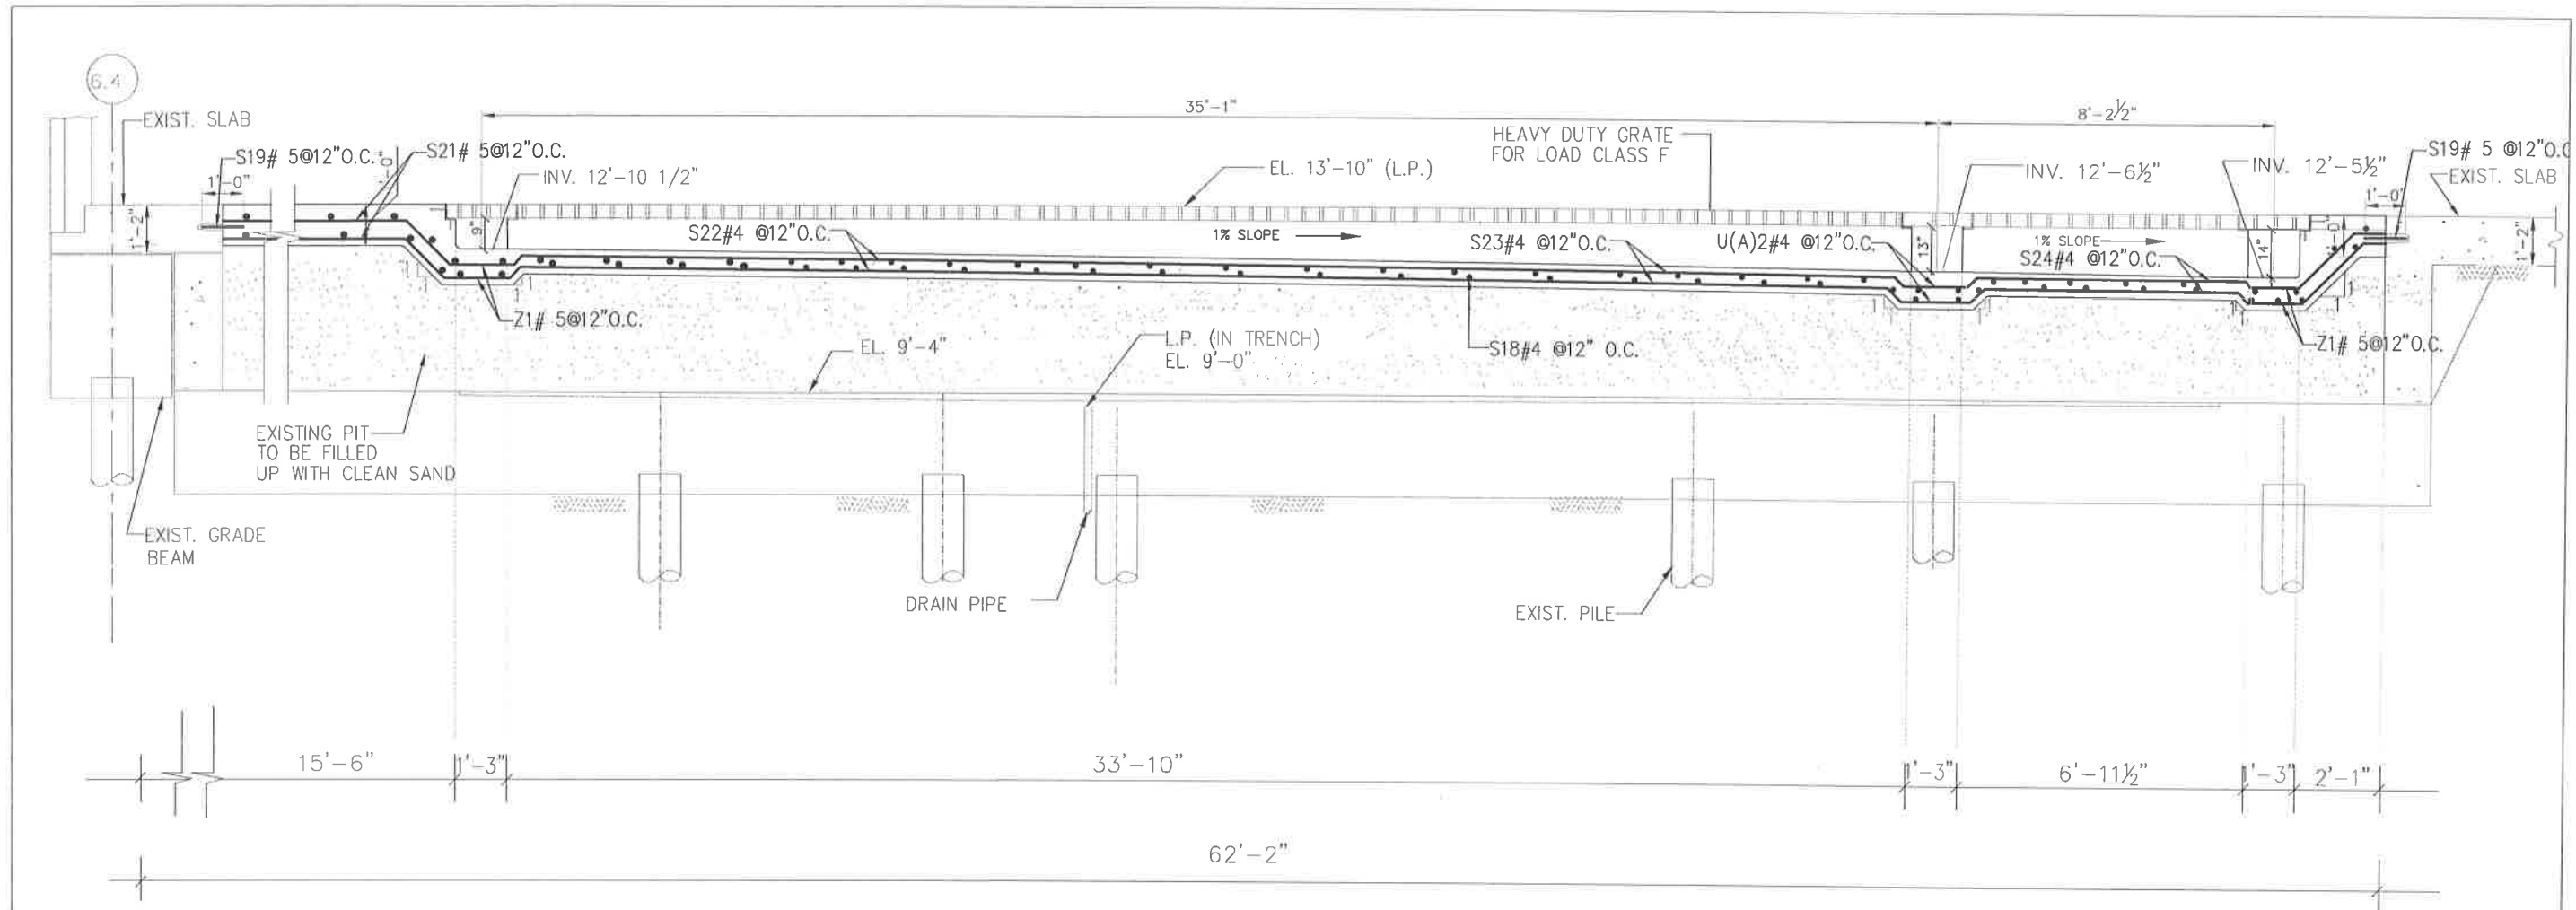 6.4
EXIST. SLAB
S19# 5@12"O.C.
S21# 5@12"O.C.
1'-0"
1'-2"
INV. 12'-10 1/2"
9"
35'-1"
8'-2½"
HEAVY DUTY GRATE
FOR LOAD CLASS F
EL. 13'-10" (L.P.)
INV. 12'-6½"
INV. 12'-5½"
S19# 5 @12"O.C
EXIST. SLAB
1'-0"
1'-2"
S22#4 @12"O.C.
1% SLOPE
S23#4 @12"O.C.
U(A)2#4 @12"O.C.
13"
1% SLOPE
S24#4 @12"O.C.
14"
Z1# 5@12"O.C.
EL. 9'-4"
L.P. (IN TRENCH)
EL. 9'-0"
S18#4 @12" O.C.
Z1# 5@12"O.C.
EXISTING PIT
TO BE FILLED
UP WITH CLEAN SAND
EXIST. GRADE
BEAM
DRAIN PIPE
EXIST. PILE
15'-6"
1'-3"
33'-10"
1'-3"
6'-11½"
1'-3"
2'-1"
62'-2"